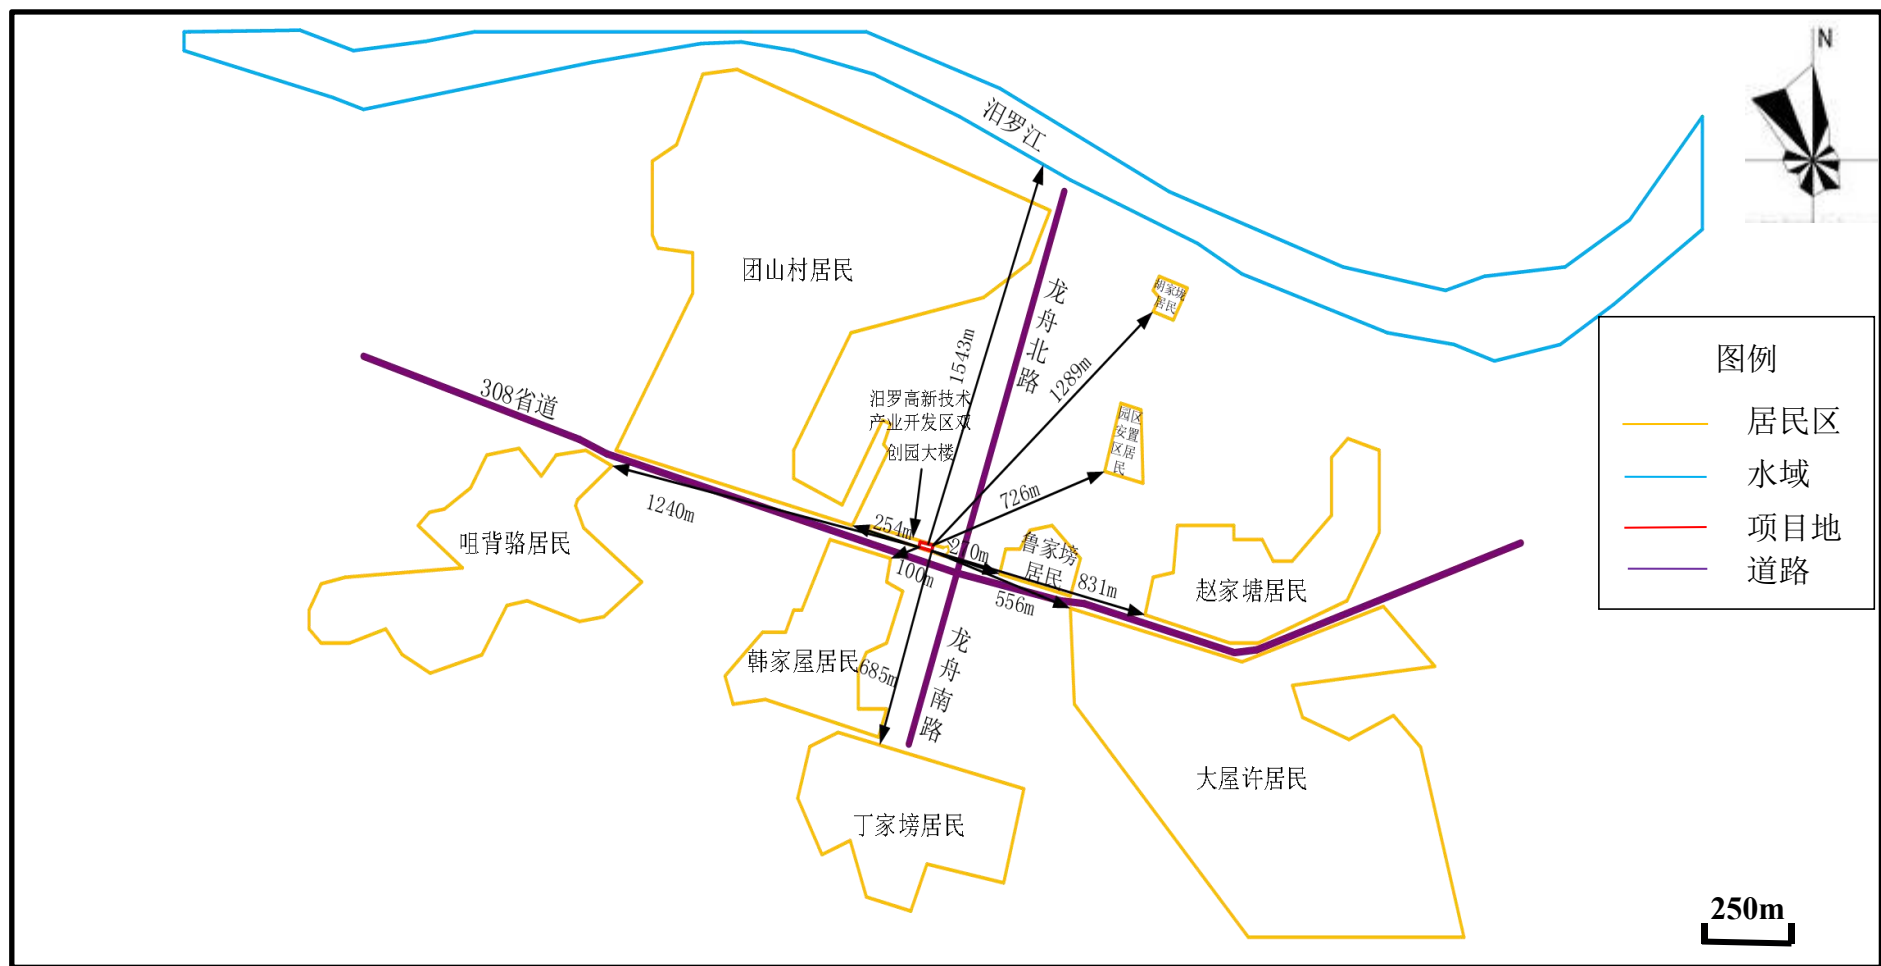 N
汨罗江
团山村居民
胡家垅
居民
龙舟北路
1543m
1289m
308省道
汨罗高新技术
产业开发区双
创园大楼
园区
安置
区居
民
726m
1240m
254m
270m
100m
鲁家塝
居民
831m
556m
咀背骆居民
赵家塘居民
韩家屋居民
685m
龙舟南路
大屋许居民
丁家塝居民
图例
居民区
水域
项目地
道路
250m